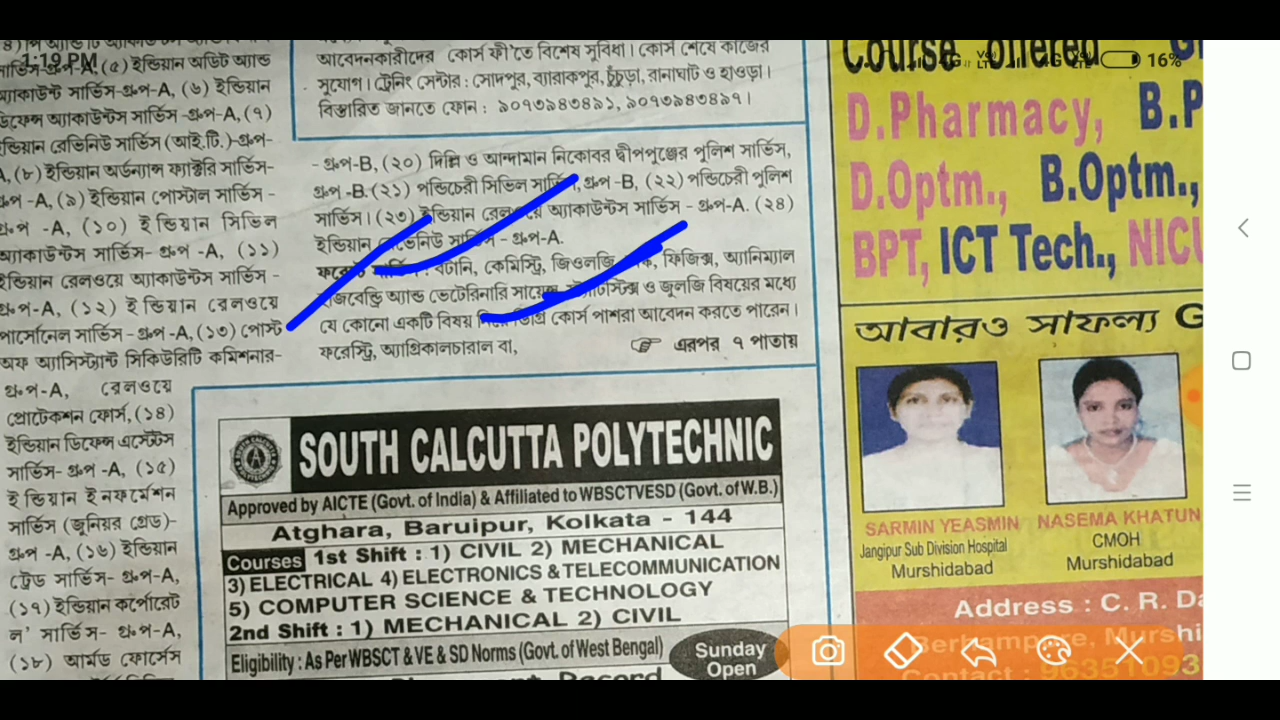 1:19 PM
16%
সার্ভিস-গ্রুপ-A, (৫) ইন্ডিয়ান অডিট অ্যান্ড
অ্যাকাউন্ট সার্ভিস-গ্রুপ-A, (৬) ইন্ডিয়ান
ডিফেন্স অ্যাকাউন্টস সার্ভিস-গ্রুপ-A, (৭)
ইন্ডিয়ান রেভিনিউ সার্ভিস (আই.টি.)-গ্রুপ-
A, (৮) ইন্ডিয়ান অর্ডন্যান্স ফ্যাক্টরি সার্ভিস-
গ্রুপ -A, (৯) ইন্ডিয়ান পোস্টাল সার্ভিস -
গ্রুপ -A, (১০) ইন্ডিয়ান সিভিল
অ্যাকাউন্টস সার্ভিস- গ্রুপ -A, (১১)
ইন্ডিয়ান রেলওয়ে অ্যাকাউন্টস সার্ভিস -
গ্রুপ-A, (১২) ইন্ডিয়ান রেলওয়ে
পার্সোনেল সার্ভিস -গ্রুপ-A, (১৩) পোস্ট
অফ অ্যাসিস্ট্যান্ট সিকিউরিটি কমিশনার-
গ্রুপ-A, রেলওয়ে
প্রোটেকশন ফোর্স, (১৪)
ইন্ডিয়ান ডিফেন্স এস্টেটস
সার্ভিস- গ্রুপ -A, (১৫)
ইন্ডিয়ান ইনফর্মেশন
সার্ভিস (জুনিয়র গ্রেড)-
গ্রুপ -A, (১৬) ইন্ডিয়ান
ট্রেড সার্ভিস- গ্রুপ-A,
(১৭) ইন্ডিয়ান কর্পোরেট
ল' সার্ভিস- গ্রুপ-A,
(১৮) আর্মড ফোর্সেস
আবেদনকারীদের কোর্স ফী'তে বিশেষ সুবিধা। কোর্স শেষে কাজের
সুযোগ। ট্রেনিং সেন্টার : সোদপুর, ব্যারাকপুর, চুঁচুড়া, রানাঘাট ও হাওড়া।
বিস্তারিত জানতে ফোন : ৯০৭৩৯৪৩৪৯১, ৯০৭৩৯৪৩৪৯৭।
- গ্রুপ-B, (২০) দিল্লি ও আন্দামান নিকোবর দ্বীপপুঞ্জের পুলিশ সার্ভিস,
গ্রুপ -B. (২১) পন্ডিচেরী সিভিল সার্ভিস, গ্রুপ -B, (২২) পন্ডিচেরী পুলিশ
সার্ভিস। (২৩) ইন্ডিয়ান রেলওয়ে অ্যাকাউন্টস সার্ভিস - গ্রুপ-A. (২৪)
ইন্ডিয়ান রেভেনিউ সার্ভিস - গ্রুপ-A.
ফরেস্ট সার্ভিস : বটানি, কেমিস্ট্রি, জিওলজি, ফিজিক্স, অ্যানিম্যাল
হাজবেন্ড্রি অ্যান্ড ভেটেরিনারি সায়েন্স, স্ট্যাটিস্টিক্স ও জুলজি বিষয়ের মধ্যে
যে কোনো একটি বিষয় নিয়ে ডিগ্রি কোর্স পাশরা আবেদন করতে পারেন।
ফরেস্ট্রি, অ্যাগ্রিকালচারাল বা, এরপর ৭ পাতায়
SOUTH CALCUTTA POLYTECHNIC
Approved by AICTE (Govt. of India) & Affiliated to WBSCTVESD (Govt. of W.B.)
Atghara, Baruipur, Kolkata - 144
Courses 1st Shift : 1) CIVIL 2) MECHANICAL
3) ELECTRICAL 4) ELECTRONICS & TELECOMMUNICATION
5) COMPUTER SCIENCE & TECHNOLOGY
2nd Shift : 1) MECHANICAL 2) CIVIL
Eligibility : As Per WBSCT & VE & SD Norms (Govt. of West Bengal)
Sunday
Open
Course offered
D.Pharmacy, B.P
D.Optm., B.Optm.,
BPT, ICT Tech., NICU
আবারও সাফল্য G
SARMIN YEASMIN
Jangipur Sub Division Hospital
Murshidabad
NASEMA KHATUN
CMOH
Murshidabad
Address : C. R. Da
Berhampore, Murshi
Contact : 96351093